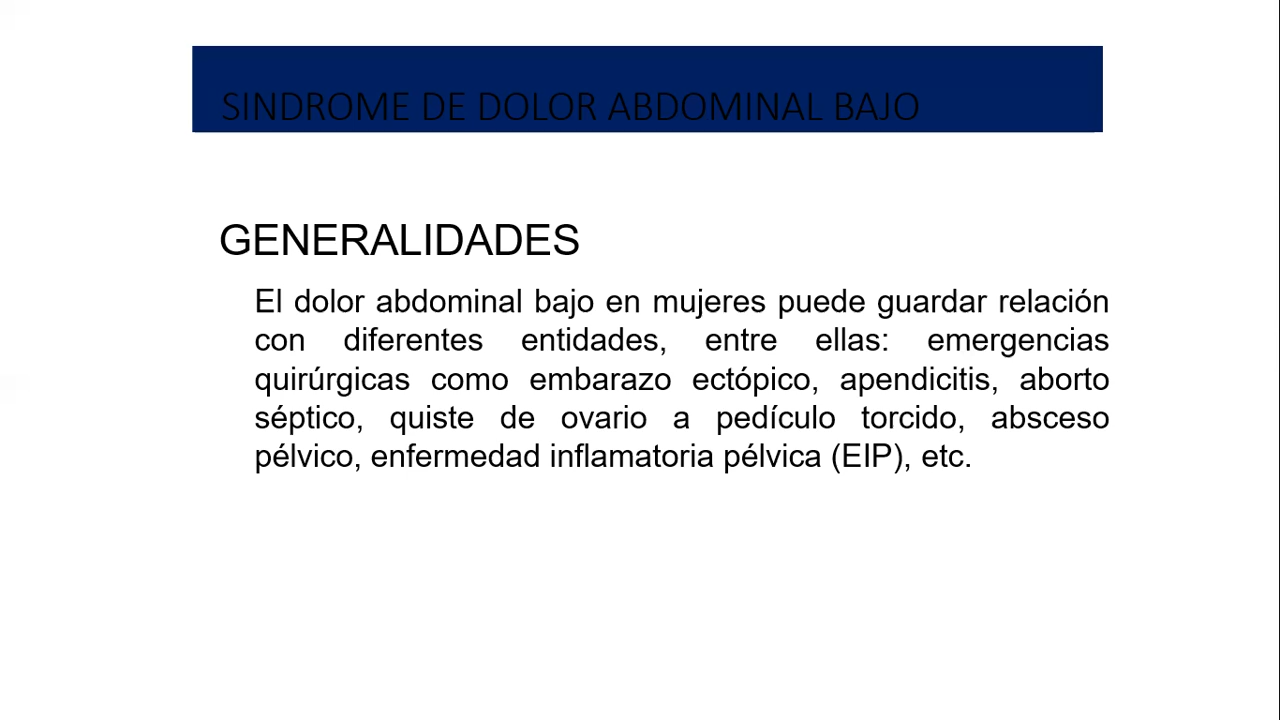 SINDROME DE DOLOR ABDOMINAL BAJO
GENERALIDADES
El dolor abdominal bajo en mujeres puede guardar relación
con diferentes entidades, entre ellas: emergencias
quirúrgicas como embarazo ectópico, apendicitis, aborto
séptico, quiste de ovario a pedículo torcido, absceso
pélvico, enfermedad inflamatoria pélvica (EIP), etc.